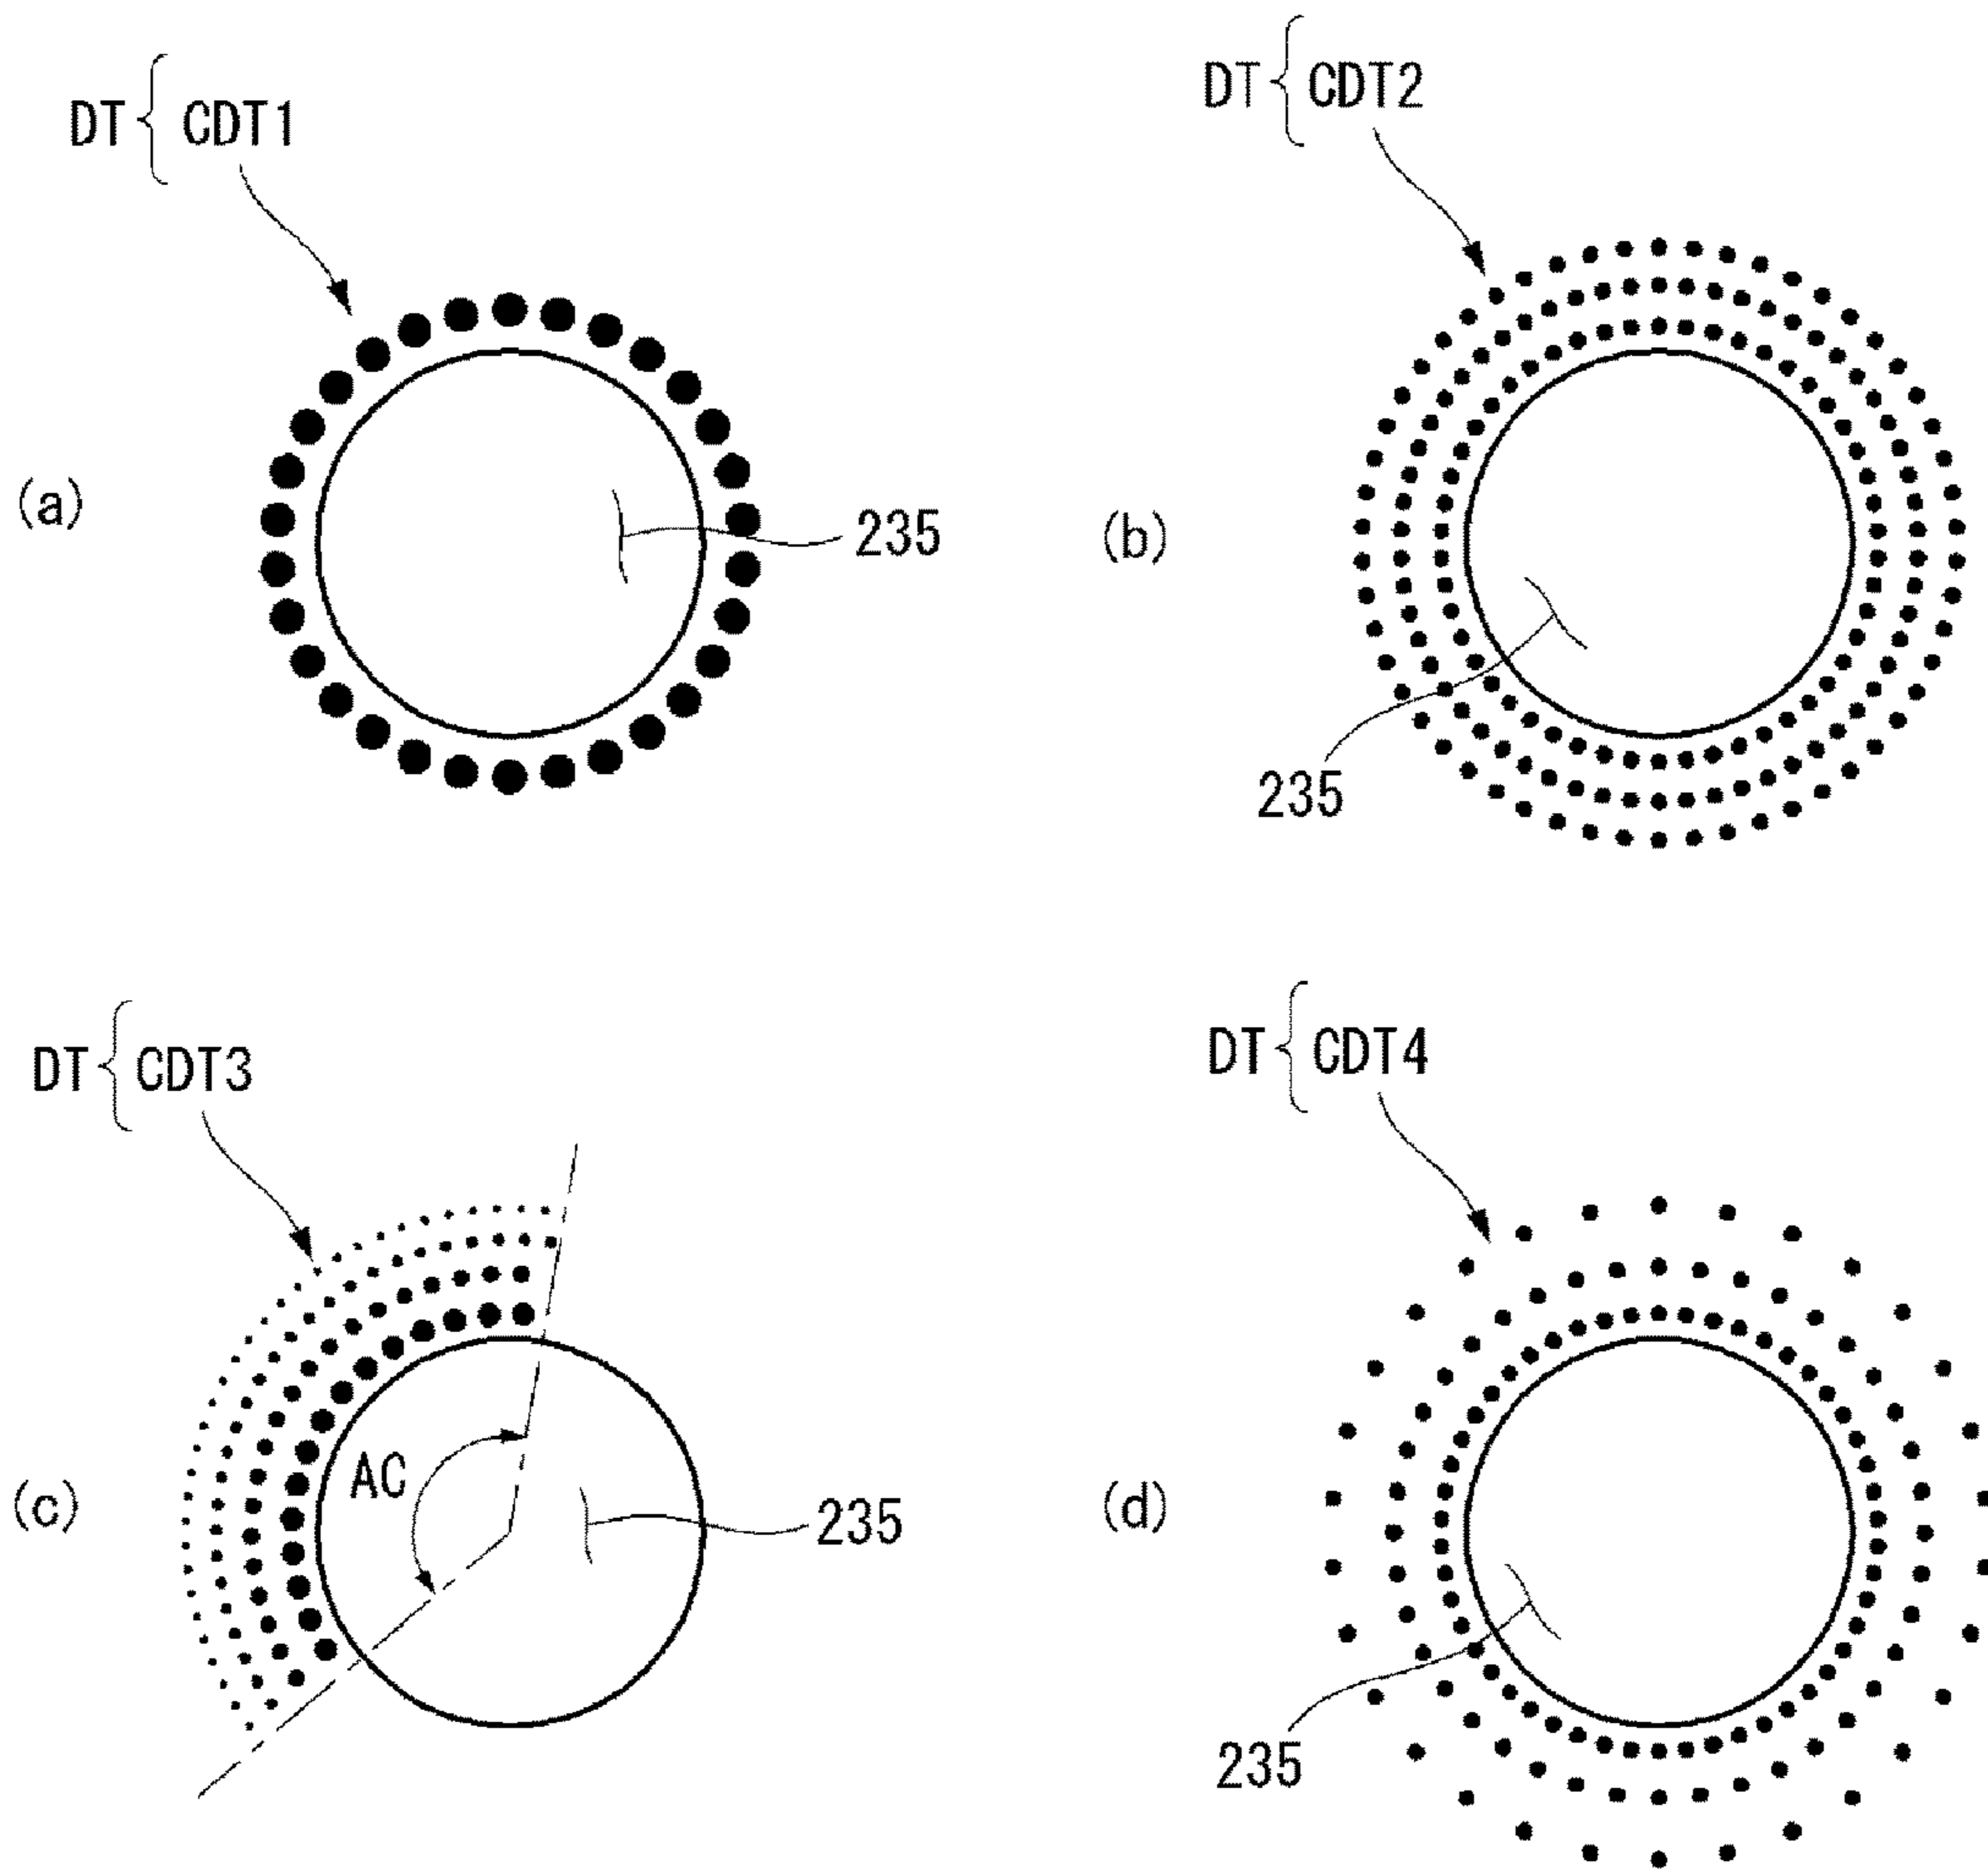 DT { CDT1
(a)
235
DT { CDT2
(b)
235
DT { CDT3
AC
(c)
235
DT { CDT4
(d)
235